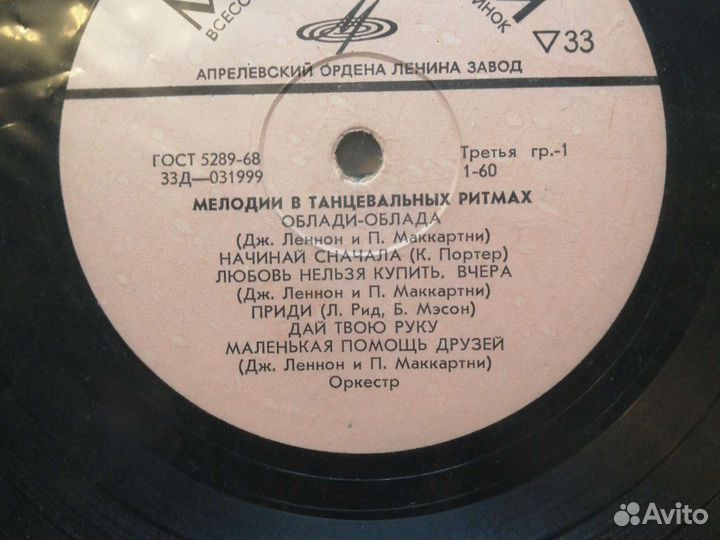 ▽33
АПРЕЛЕВСКИЙ ОРДЕНА ЛЕНИНА ЗАВОД
ГОСТ 5289-68
Третья гр.-1
33Д—031999
1-60
МЕЛОДИИ В ТАНЦЕВАЛЬНЫХ РИТМАХ
ОБЛАДИ-ОБЛАДА
(Дж. Леннон и П. Маккартни)
НАЧИНАЙ СНАЧАЛА (К. Портер)
ЛЮБОВЬ НЕЛЬЗЯ КУПИТЬ. ВЧЕРА
(Дж. Леннон и П. Маккартни)
ПРИДИ (Л. Рид, Б. Мэсон)
ДАЙ ТВОЮ РУКУ
МАЛЕНЬКАЯ ПОМОЩЬ ДРУЗЕЙ
(Дж. Леннон и П. Маккартни)
Оркестр
Avito